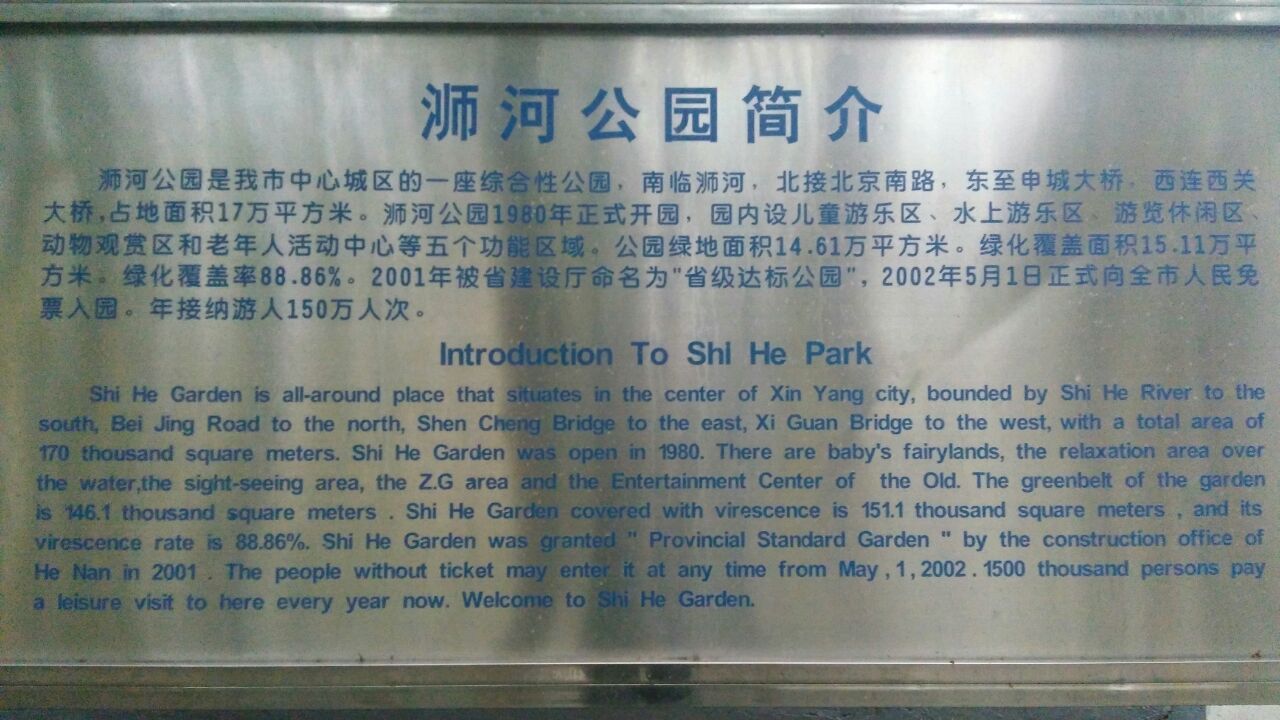 浉河公园简介
浉河公园是我市中心城区的一座综合性公园，南临浉河，北接北京南路，东至申城大桥，西连西关
大桥,占地面积17万平方米。浉河公园1980年正式开园，园内设儿童游乐区、水上游乐区、游览休闲区、
动物观赏区和老年人活动中心等五个功能区域。公园绿地面积14.61万平方米。绿化覆盖面积15.11万平
方米。绿化覆盖率88.86%。2001年被省建设厅命名为"省级达标公园"，2002年5月1日正式向全市人民免
票入园。年接纳游人150万人次。
Introduction To Shi He Park
Shi He Garden is all-around place that situates in the center of Xin Yang city, bounded by Shi He River to the
south, Bei Jing Road to the north, Shen Cheng Bridge to the east, Xi Guan Bridge to the west, with a total area of
170 thousand square meters. Shi He Garden was open in 1980. There are baby's fairylands, the relaxation area over
the water,the sight-seeing area, the Z.G area and the Entertainment Center of the Old. The greenbelt of the garden
is 146.1 thousand square meters . Shi He Garden covered with virescence is 151.1 thousand square meters , and its
virescence rate is 88.86%. Shi He Garden was granted " Provincial Standard Garden " by the construction office of
He Nan in 2001 . The people without ticket may enter it at any time from May , 1 , 2002 . 1500 thousand persons pay
a leisure visit to here every year now. Welcome to Shi He Garden.